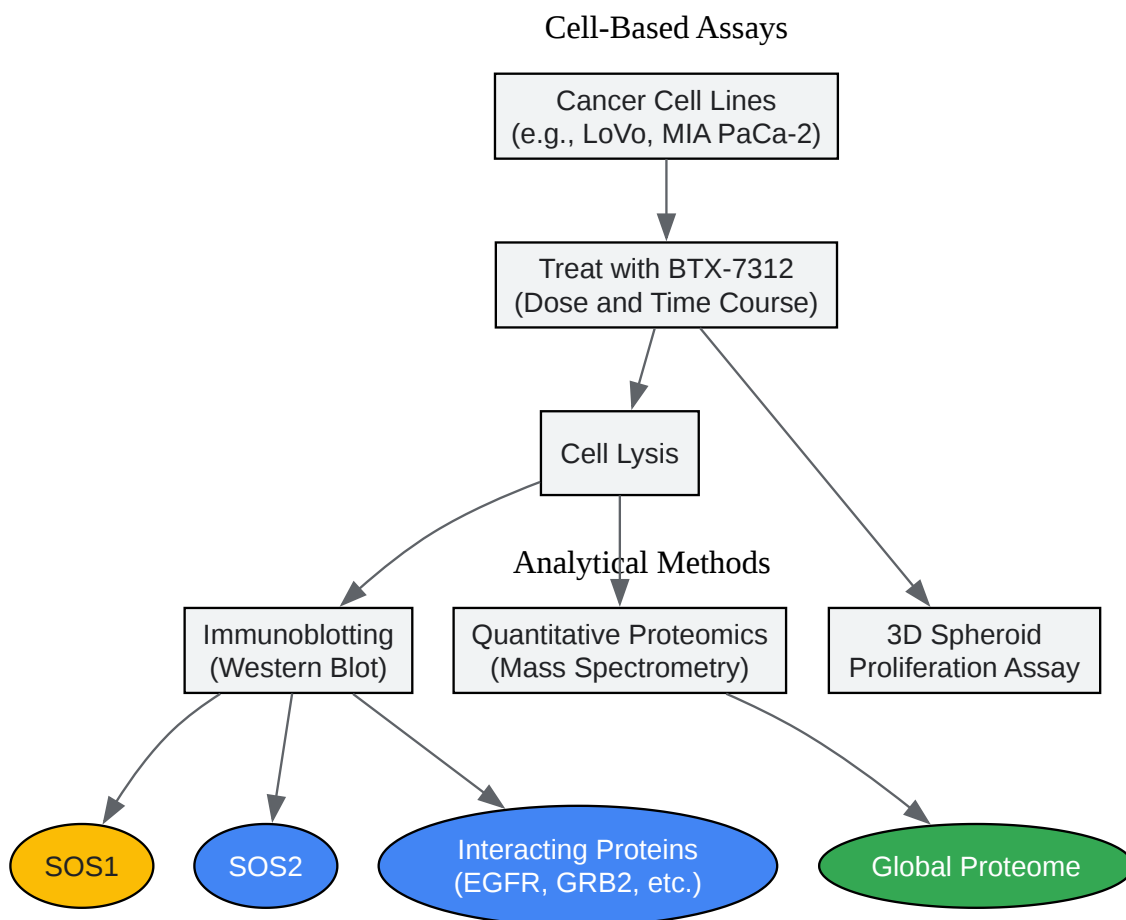 Cell-Based Assays
Cancer Cell Lines
(e.g., LoVo, MIA PaCa-2)
Treat with BTX-7312
(Dose and Time Course)
Cell Lysis
Analytical Methods
Immunoblotting
(Western Blot)
Quantitative Proteomics
(Mass Spectrometry)
3D Spheroid
Proliferation Assay
SOS1
SOS2
Interacting Proteins
(EGFR, GRB2, etc.)
Global Proteome